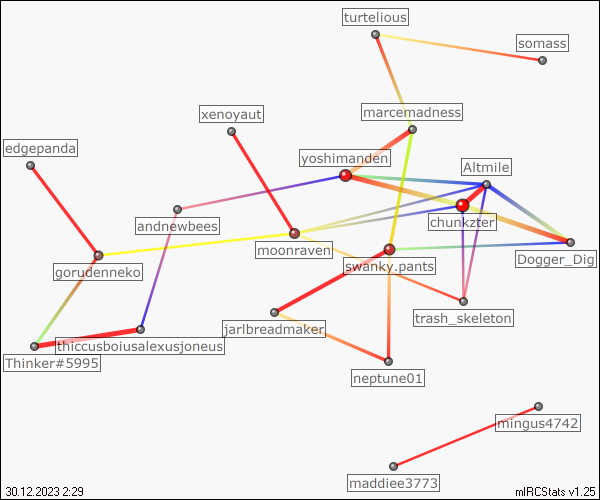 turtelious
somass
xenoyaut
marcemadness
edgepanda
yoshimanden
Altmile
andnewbees
chunkzter
moonraven
gorudenneko
swanky.pants
Dogger_Dig
jarlbreadmaker
trash_skeleton
thiccusboiusalexusjoneus
Thinker#5995
neptune01
mingus4742
maddiee3773
30.12.2023 2:29
mIRCStats v1.25